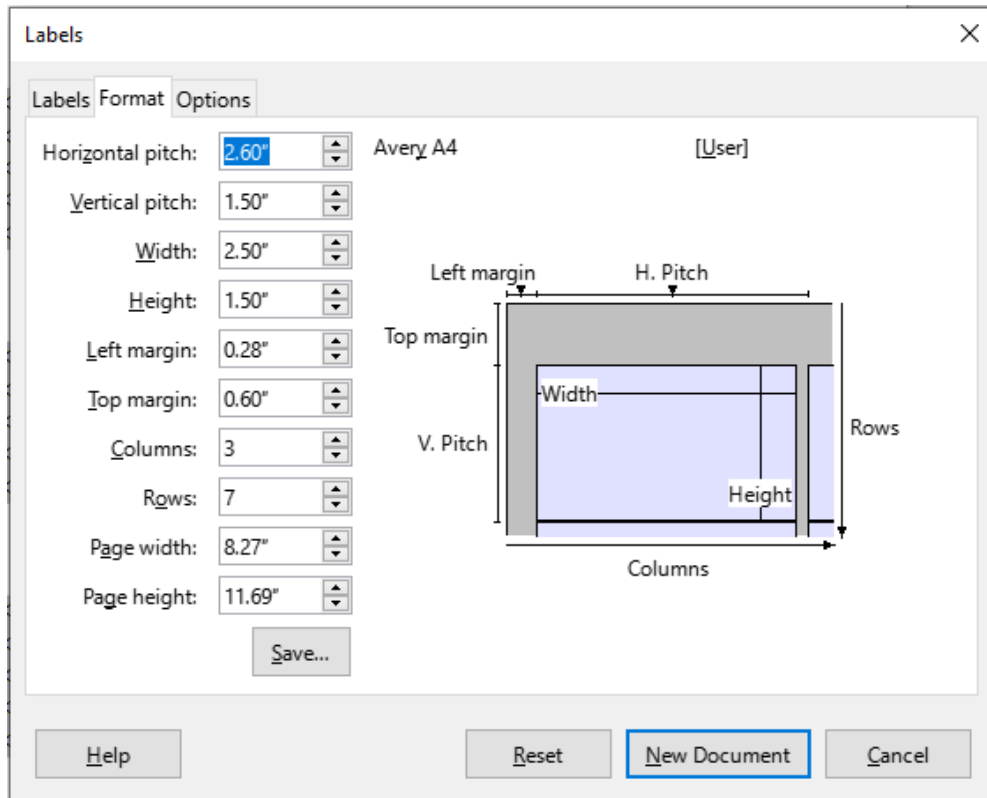 Labels
Labels Format Options
Horizontal pitch: 2.60" Avery A4 [User]
Vertical pitch: 1.50"
Width: 2.50"
Height: 1.50"
Left margin: 0.28"
Top margin: 0.60"
Columns: 3
Rows: 7
Page width: 8.27"
Page height: 11.69"
Save...
Left margin H. Pitch
Top margin
Width
V. Pitch
Rows
Height
Columns
Help Reset New Document Cancel